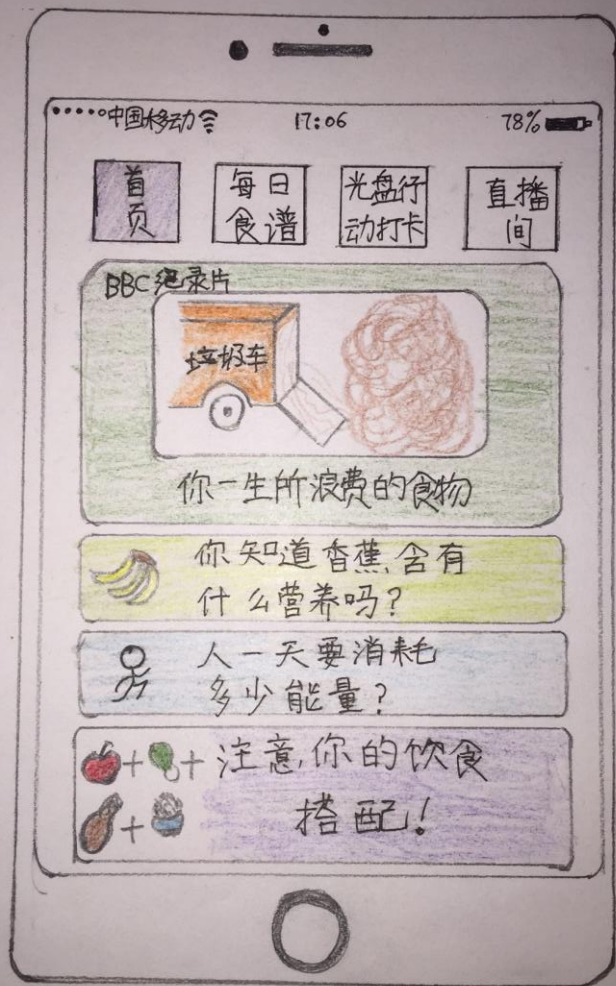 中国移动 17:06 78%
首页
每日食谱
光盘行动打卡
直播间
BBC纪录片
垃圾车
你一生所浪费的食物
你知道香蕉含有
什么营养吗?
人一天要消耗
多少能量?
注意,你的饮食
搭配!